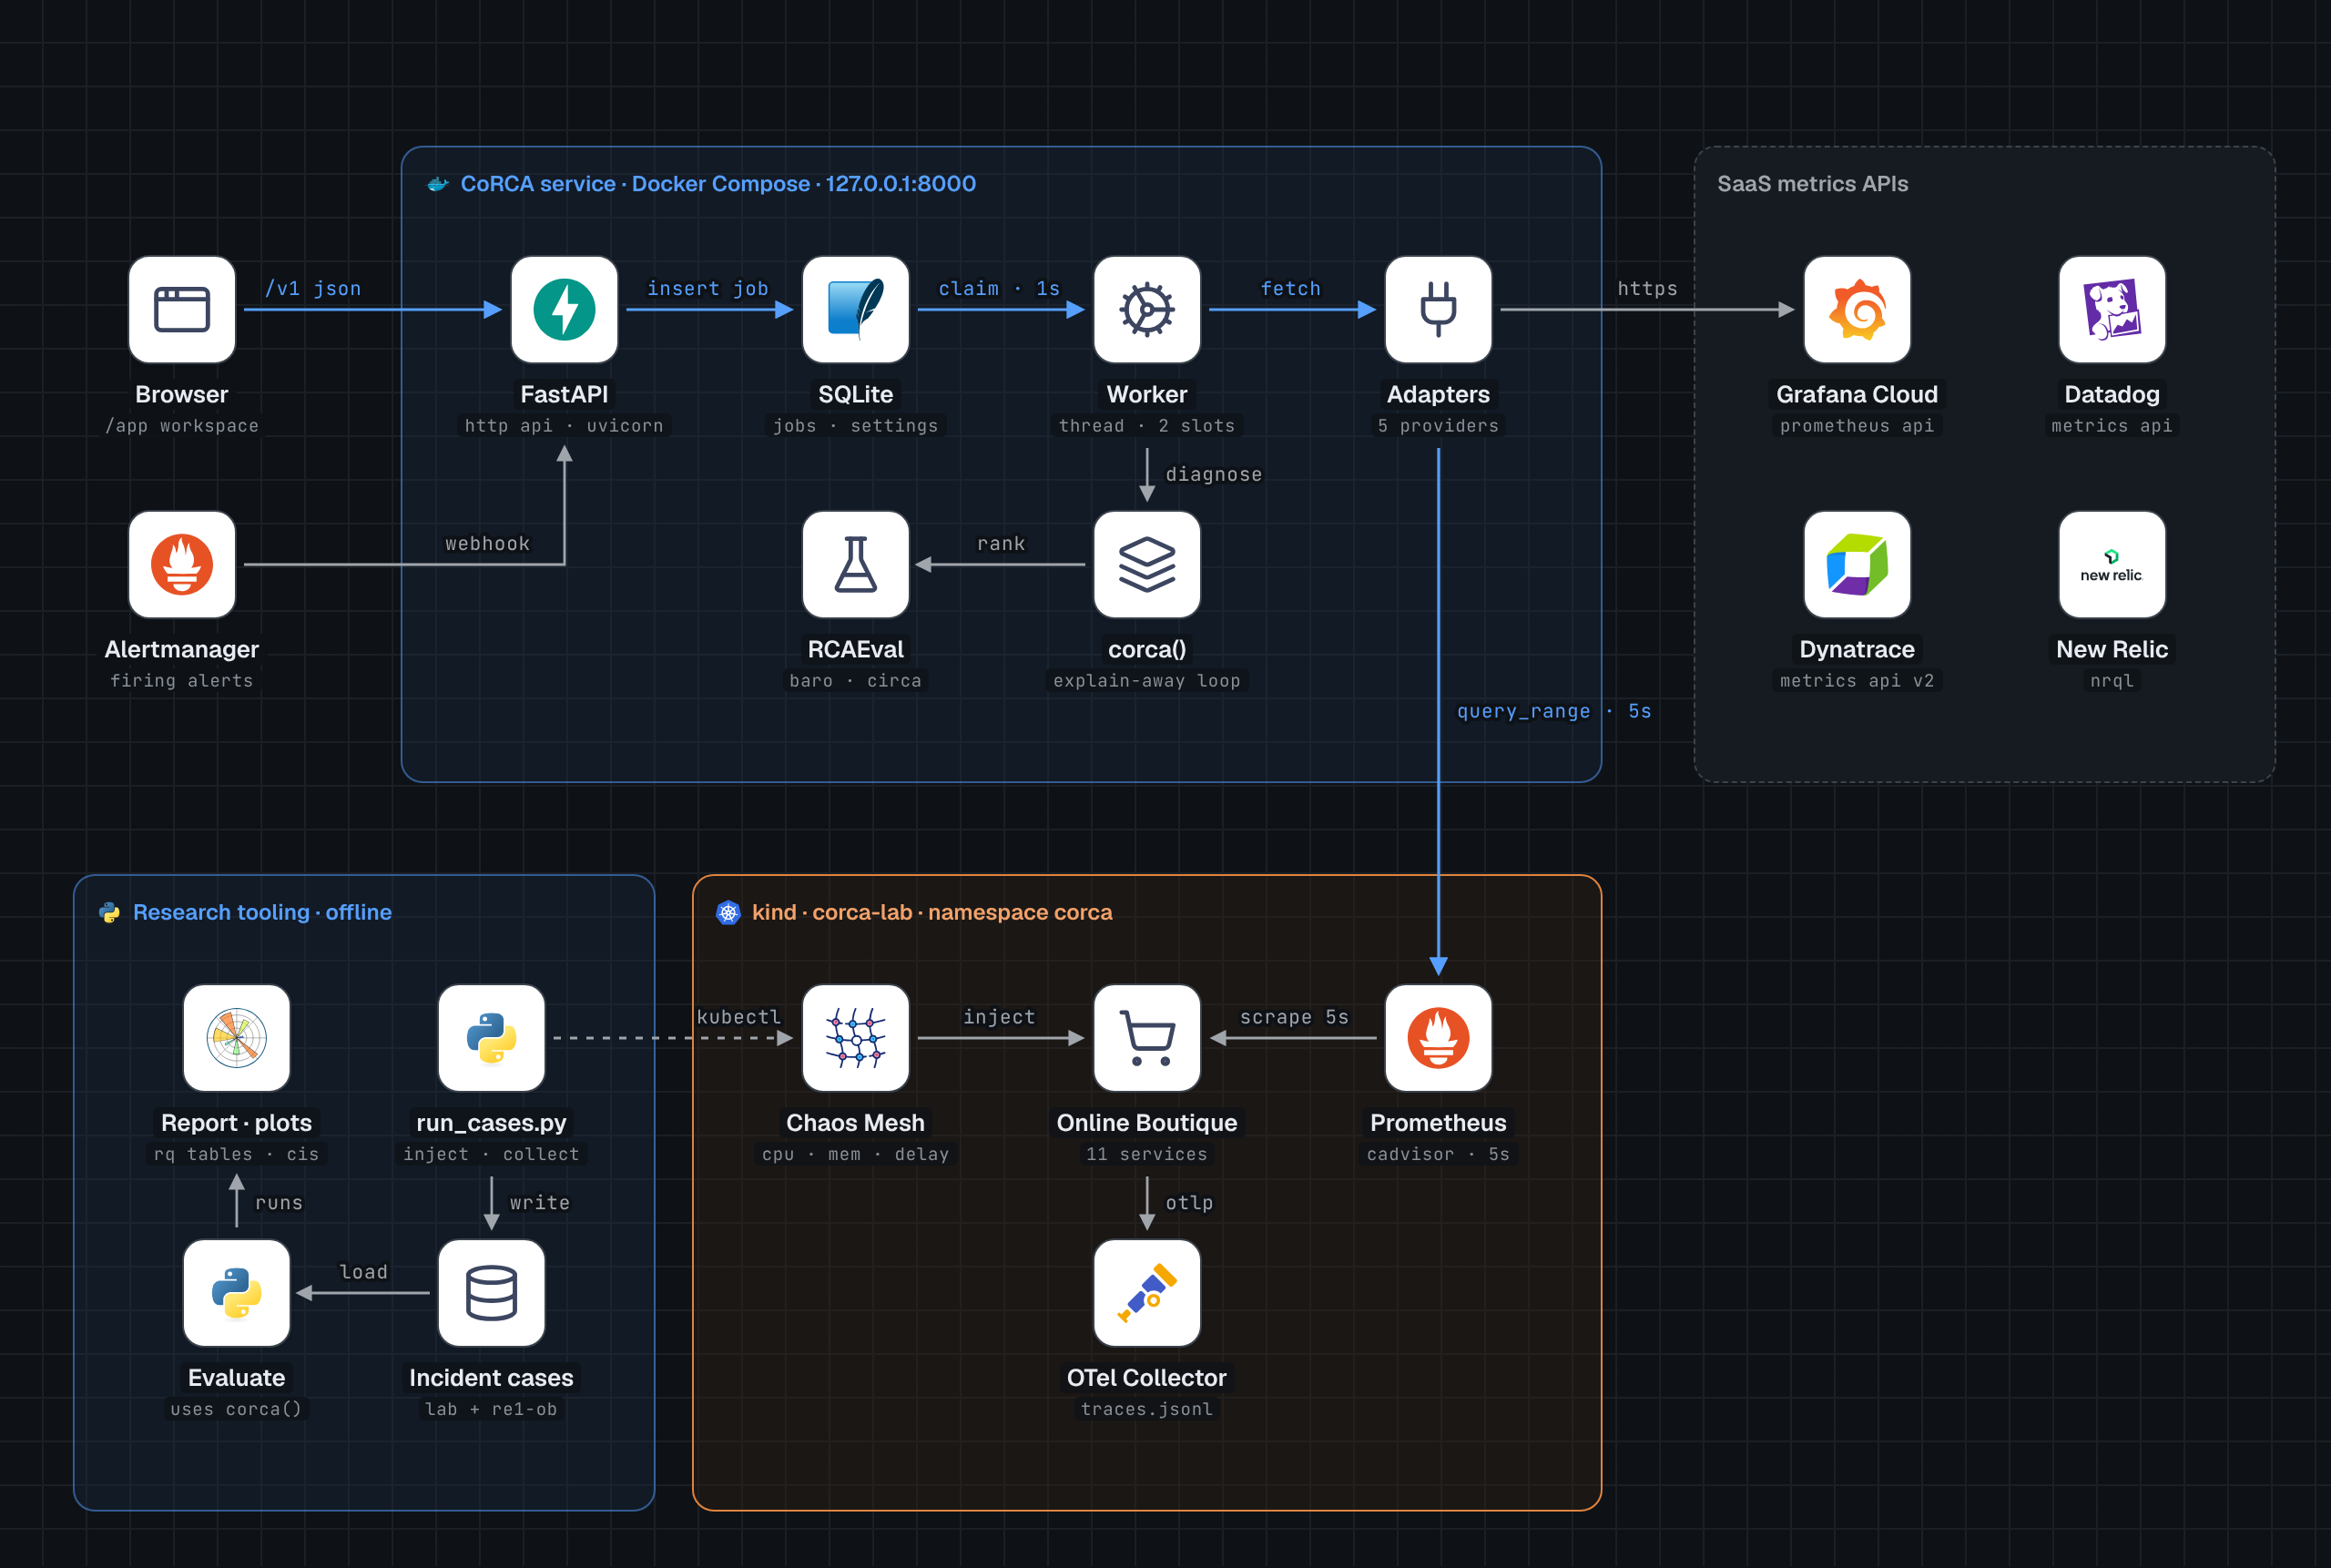 CoRCA service · Docker Compose · 127.0.0.1:8000
SaaS metrics APIs
/v1 json
insert job
claim · 1s
fetch
https
Browser
/app workspace
FastAPI
http api · uvicorn
SQLite
jobs · settings
Worker
thread · 2 slots
Adapters
5 providers
Grafana Cloud
prometheus api
Datadog
metrics api
diagnose
webhook
rank
new relic
Alertmanager
firing alerts
RCAEval
baro · circa
corca()
explain-away loop
Dynatrace
metrics api v2
New Relic
nrql
query_range · 5s
Research tooling · offline
kind · corca-lab · namespace corca
kubectl
inject
scrape 5s
Report · plots
rq tables · cis
run_cases.py
inject · collect
Chaos Mesh
cpu · mem · delay
Online Boutique
11 services
Prometheus
cadvisor · 5s
runs
write
otlp
load
Evaluate
uses corca()
Incident cases
lab + re1-ob
OTel Collector
traces.jsonl